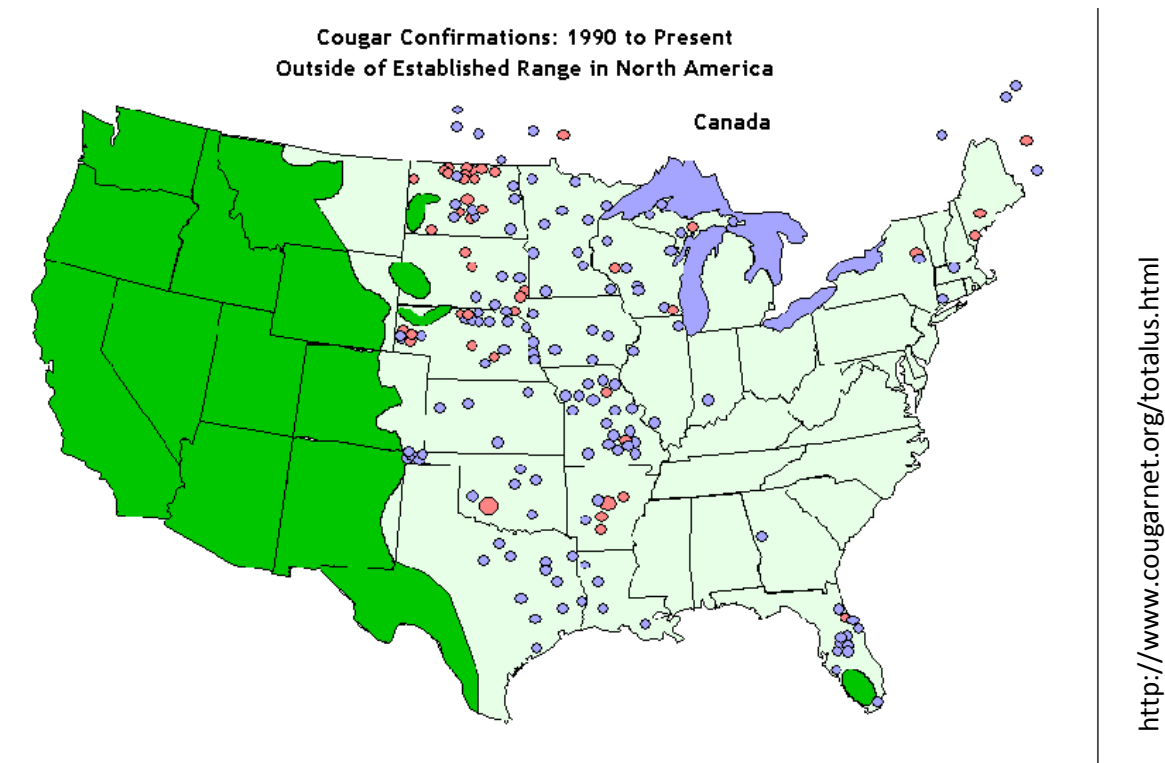 Cougar Confirmations: 1990 to Present
Outside of Established Range in North America
Canada
http://www.cougarnet.org/totalus.html